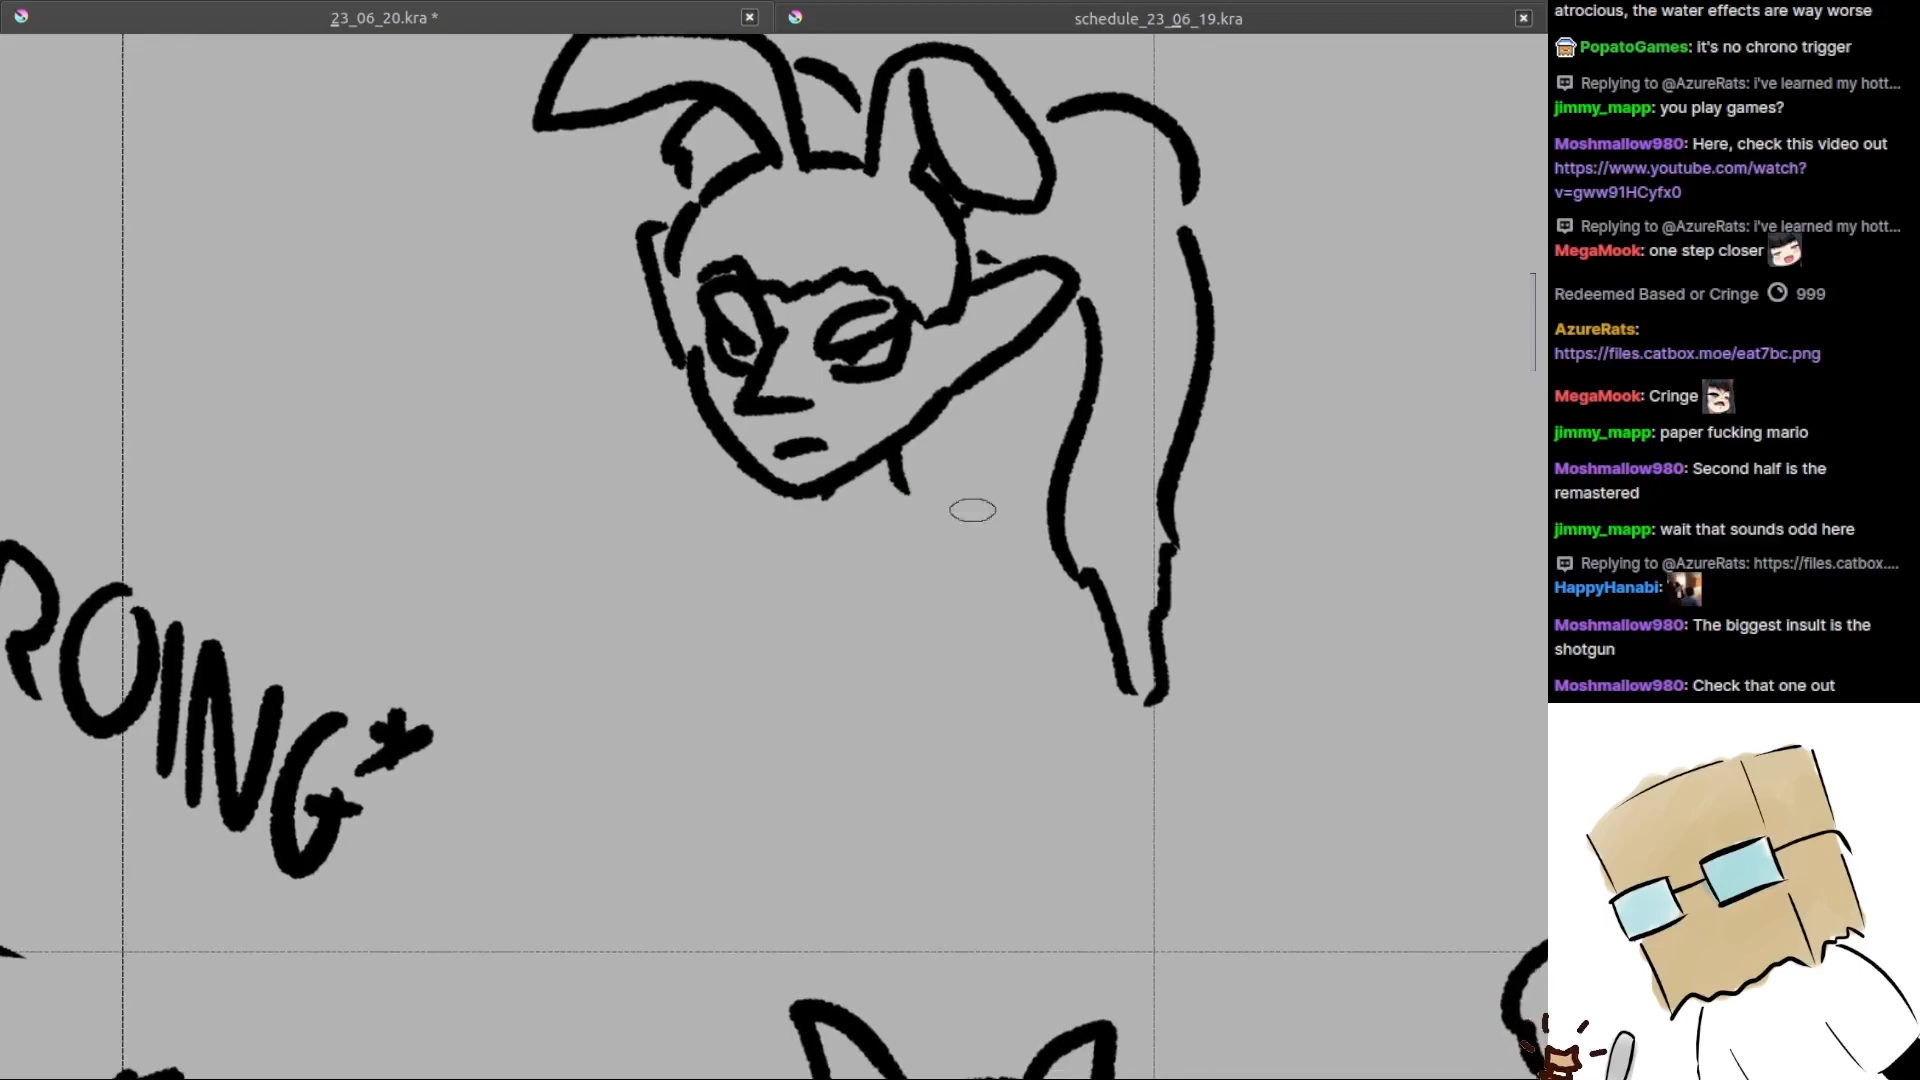 23_06_20.kra *
schedule_23_06_19.kra
atrocious, the water effects are way worse
PopatoGames: it's no chrono trigger
Replying to @AzureRats: i've learned my hott...
jimmy_mapp: you play games?
Moshmallow980: Here, check this video out
https://www.youtube.com/watch?
v=gww91HCyfx0
Replying to @AzureRats: i've learned my hott...
MegaMook: one step closer
Redeemed Based or Cringe 999
AzureRats:
https://files.catbox.moe/eat7bc.png
MegaMook: Cringe
jimmy_mapp: paper fucking mario
Moshmallow980: Second half is the
remastered
jimmy_mapp: wait that sounds odd here
Replying to @AzureRats: https://files.catbox....
HappyHanabi:
Moshmallow980: The biggest insult is the
shotgun
Moshmallow980: Check that one out
ROING*